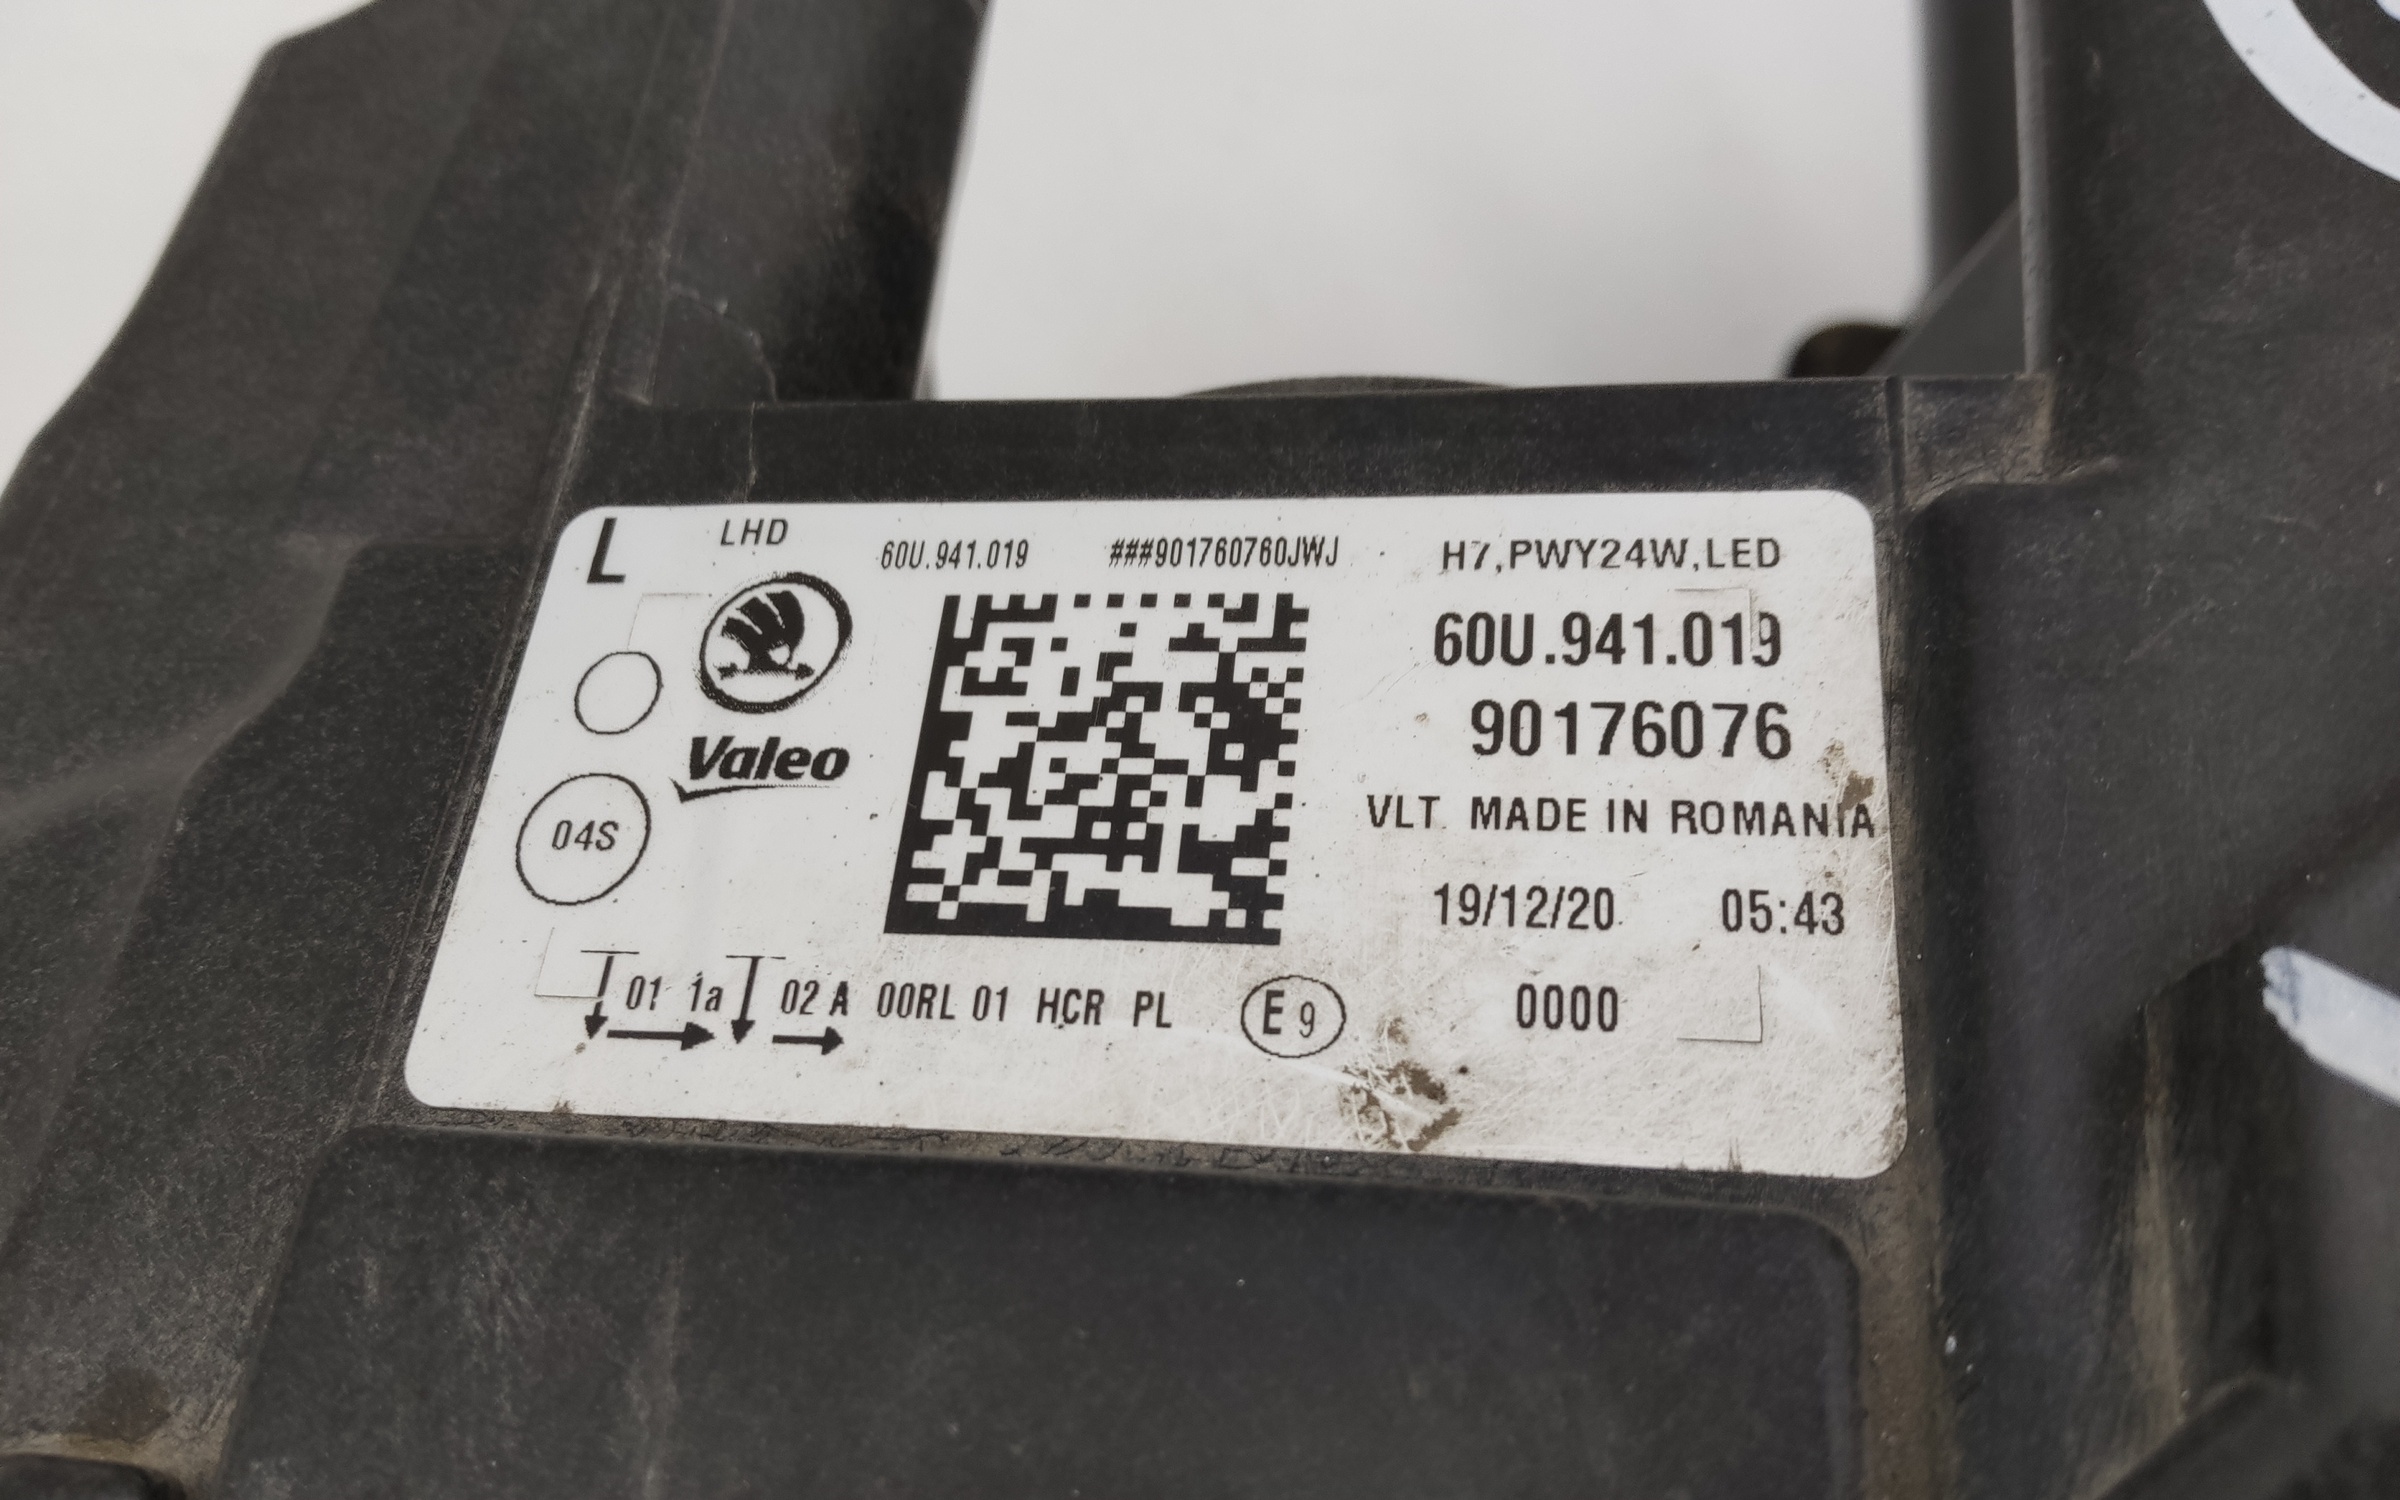 L LHD 60U.941.019 ###901760760JWJ H7,PWY24W,LED
60U.941.019
90176076
Valeo
VLT MADE IN ROMANIA
04S
19/12/20 05:43
01 1a 02 A 00RL 01 HCR PL E 9 0000